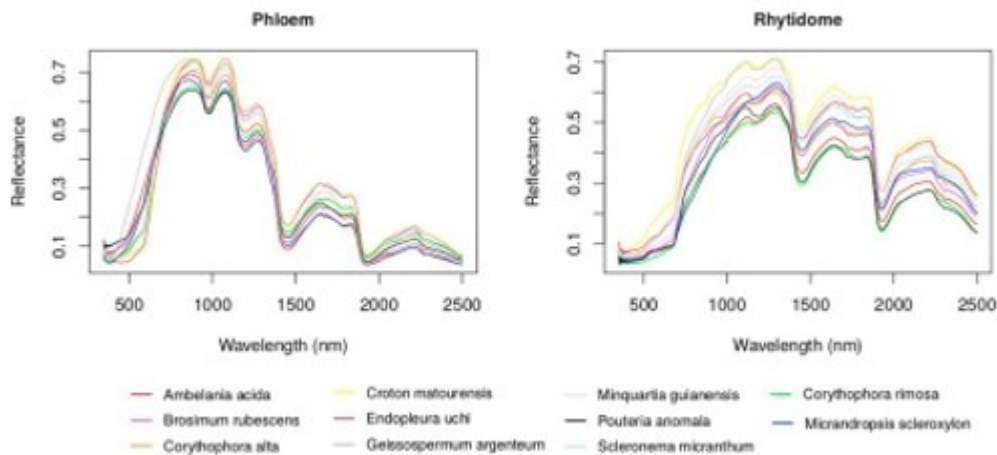 Phloem
Reflectance
0.7
0.5
0.3
0.1
500 1000 1500 2000 2500
Wavelength (nm)
Rhytidome
Reflectance
0.7
0.5
0.3
0.1
500 1000 1500 2000 2500
Wavelength (nm)
Ambelania acida
Brosimum rubescens
Corythophora alta
Croton matourensis
Endopleura uchi
Geissospermum argenteum
Minquartia guianensis
Pouteria anomala
Scleronema micranthum
Corythophora rimosa
Micrandropsis scleroxylon